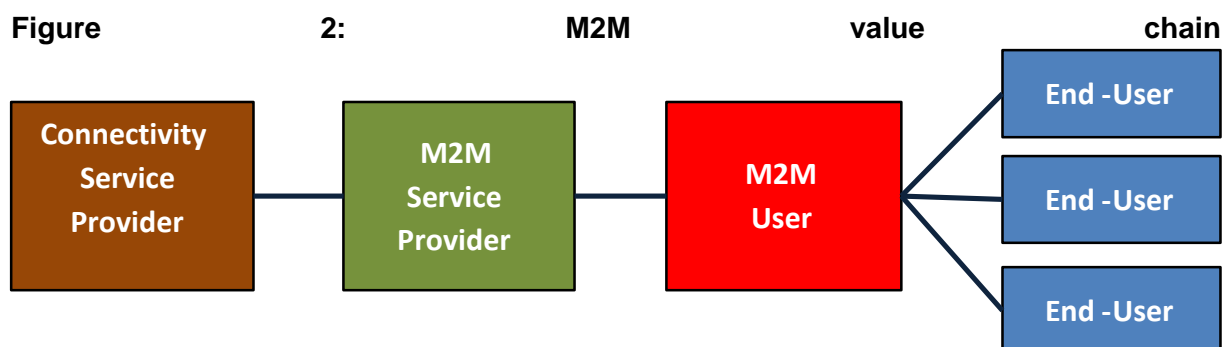 Figure 2: M2M value chain
Connectivity
Service
Provider
M2M
Service
Provider
M2M
User
End -User
End -User
End -User